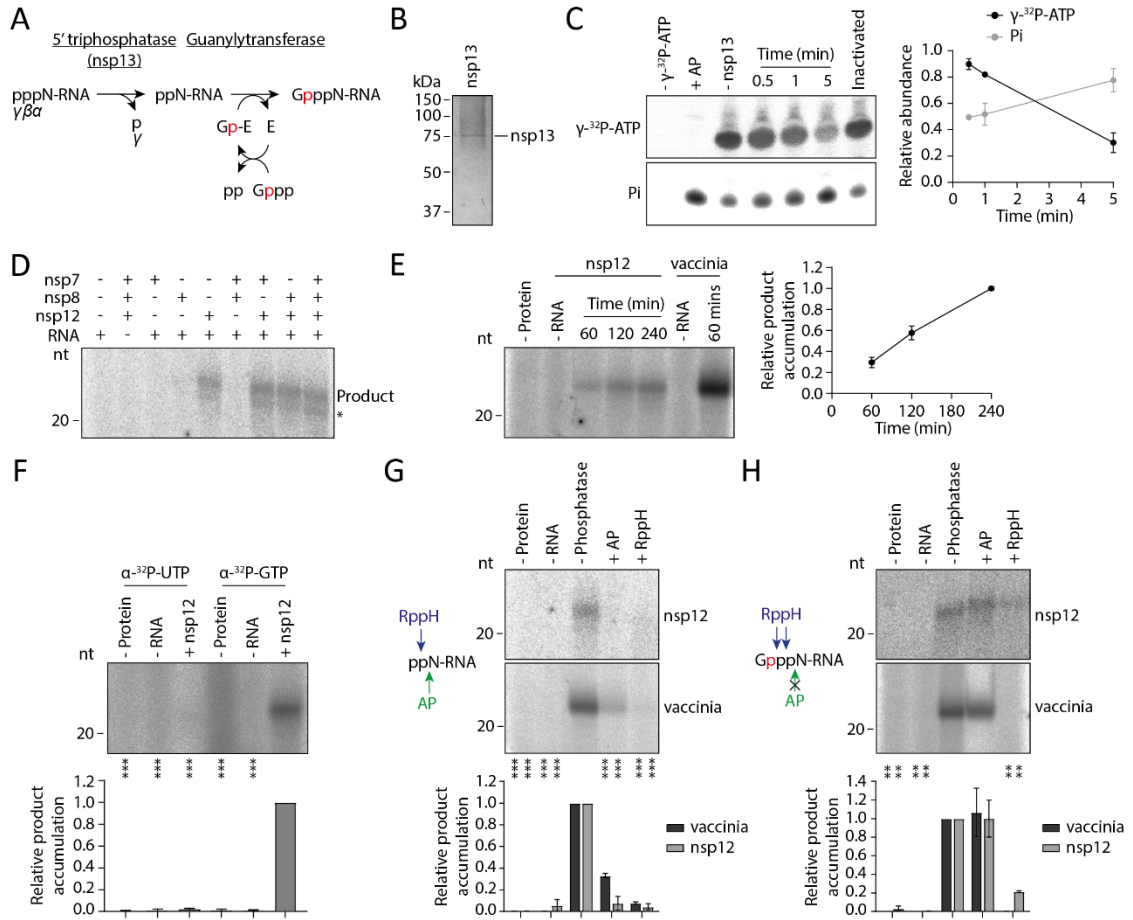 A
5′ triphosphatase Guanylytransferase
(nsp13)
pppN-RNA ppN-RNA GpppN-RNA
γβα p
γ
Gp-E E
pp Gppp
B
nsp13
kDa
150
100
75
50
37
nsp13
C
- γ-³²P-ATP
+ AP
- nsp13
Time (min)
0.5 1 5
Inactivated
γ-³²P-ATP
Pi
γ-³²P-ATP
Pi
Relative abundance
1.0
0.8
0.6
0.4
0.2
0.0
0 1 2 3 4 5
Time (min)
D
nsp7 - + + - - + + - +
nsp8 - + - + - + - + +
nsp12 - + - - + - + + +
RNA + - + + + + + + +
nt
20
Product
*
E
nsp12 vaccinia
- Protein
- RNA
Time (min)
60 120 240
- RNA
60 mins
nt
20
Relative product
accumulation
1.2
1.0
0.8
0.6
0.4
0.2
0.0
0 60 120 180 240
Time (min)
F
α-³²P-UTP α-³²P-GTP
- Protein
- RNA
+ nsp12
- Protein
- RNA
+ nsp12
nt
20
*** *** *** *** ***
Relative product
accumulation
1.2
1.0
0.8
0.6
0.4
0.2
0.0
G
- Protein
- RNA
Phosphatase
+ AP
+ RppH
nt
20
nsp12
RppH
ppN-RNA
AP
20
vaccinia
*** *** *** *** *** *** *** ***
Relative product
accumulation
1.2
1.0
0.8
0.6
0.4
0.2
0.0
vaccinia
nsp12
H
- Protein
- RNA
Phosphatase
+ AP
+ RppH
nt
20
nsp12
RppH
GpppN-RNA
AP
20
vaccinia
** ** ** ** ** **
Relative product
accumulation
1.4
1.2
1.0
0.8
0.6
0.4
0.2
0.0
vaccinia
nsp12